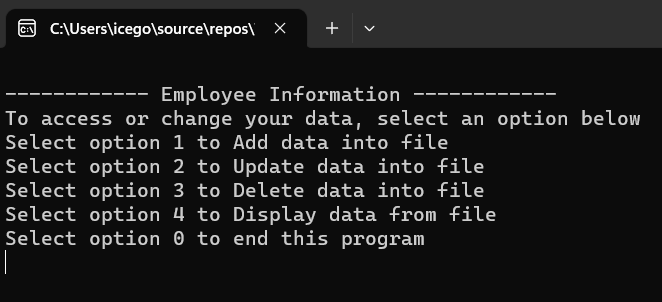 C:\Users\icego\source\repos\
------------ Employee Information ------------
To access or change your data, select an option below
Select option 1 to Add data into file
Select option 2 to Update data into file
Select option 3 to Delete data into file
Select option 4 to Display data from file
Select option 0 to end this program